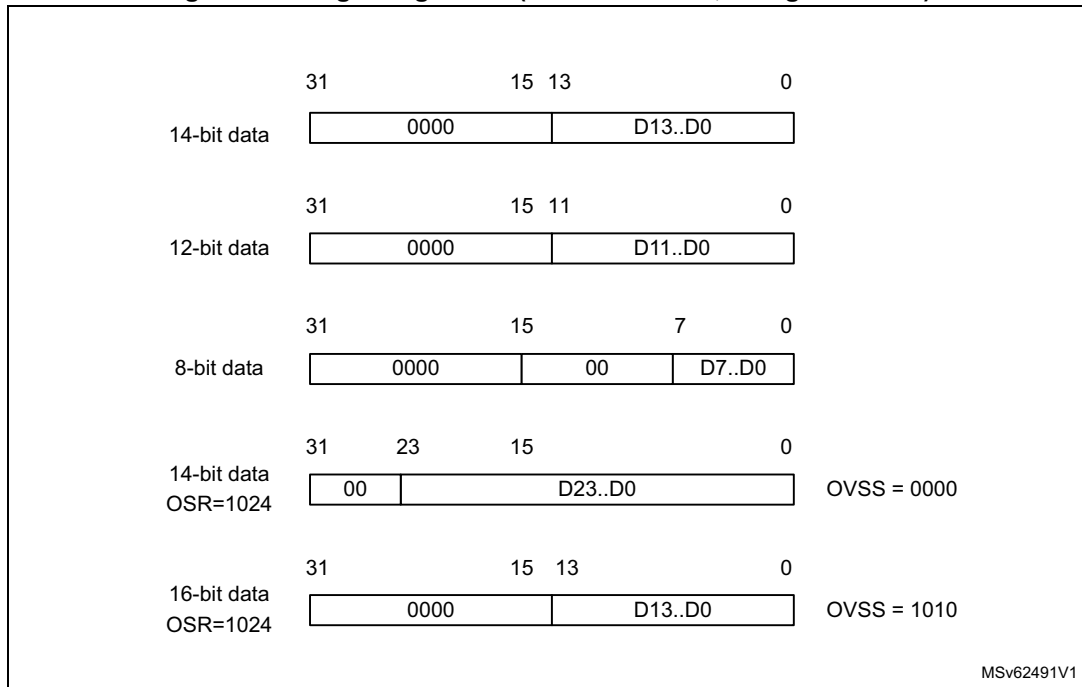 31 15 13 0
14-bit data 0000 D13..D0
31 15 11 0
12-bit data 0000 D11..D0
31 15 7 0
8-bit data 0000 00 D7..D0
31 23 15 0
14-bit data
OSR=1024 00 D23..D0 OVSS = 0000
31 15 13 0
16-bit data
OSR=1024 0000 D13..D0 OVSS = 1010
MSv62491V1